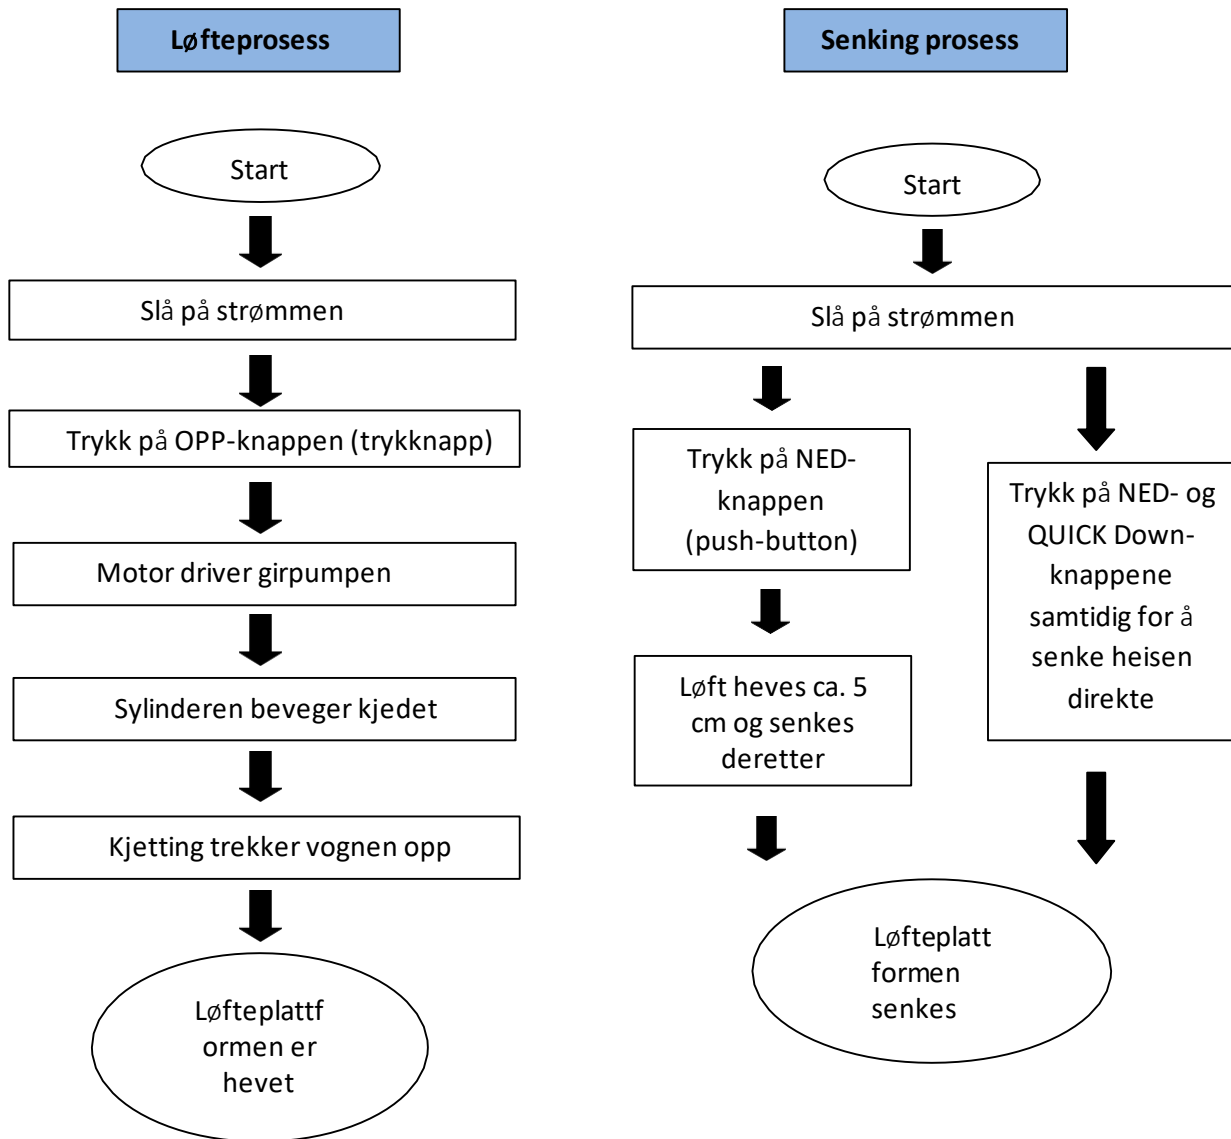 Løfteprosess
Start
Slå på strømmen
Trykk på OPP-knappen (trykknapp)
Motor driver girpumpen
Sylinderen beveger kjedet
Kjetting trekker vognen opp
Løfteplattf
ormen er
hevet
Senking prosess
Start
Slå på strømmen
Trykk på NED-
knappen
(push-button)
Løft heves ca. 5
cm og senkes
deretter
Trykk på NED- og
QUICK Down-
knappene
samtidig for å
senke heisen
direkte
Løfteplatt
formen
senkes